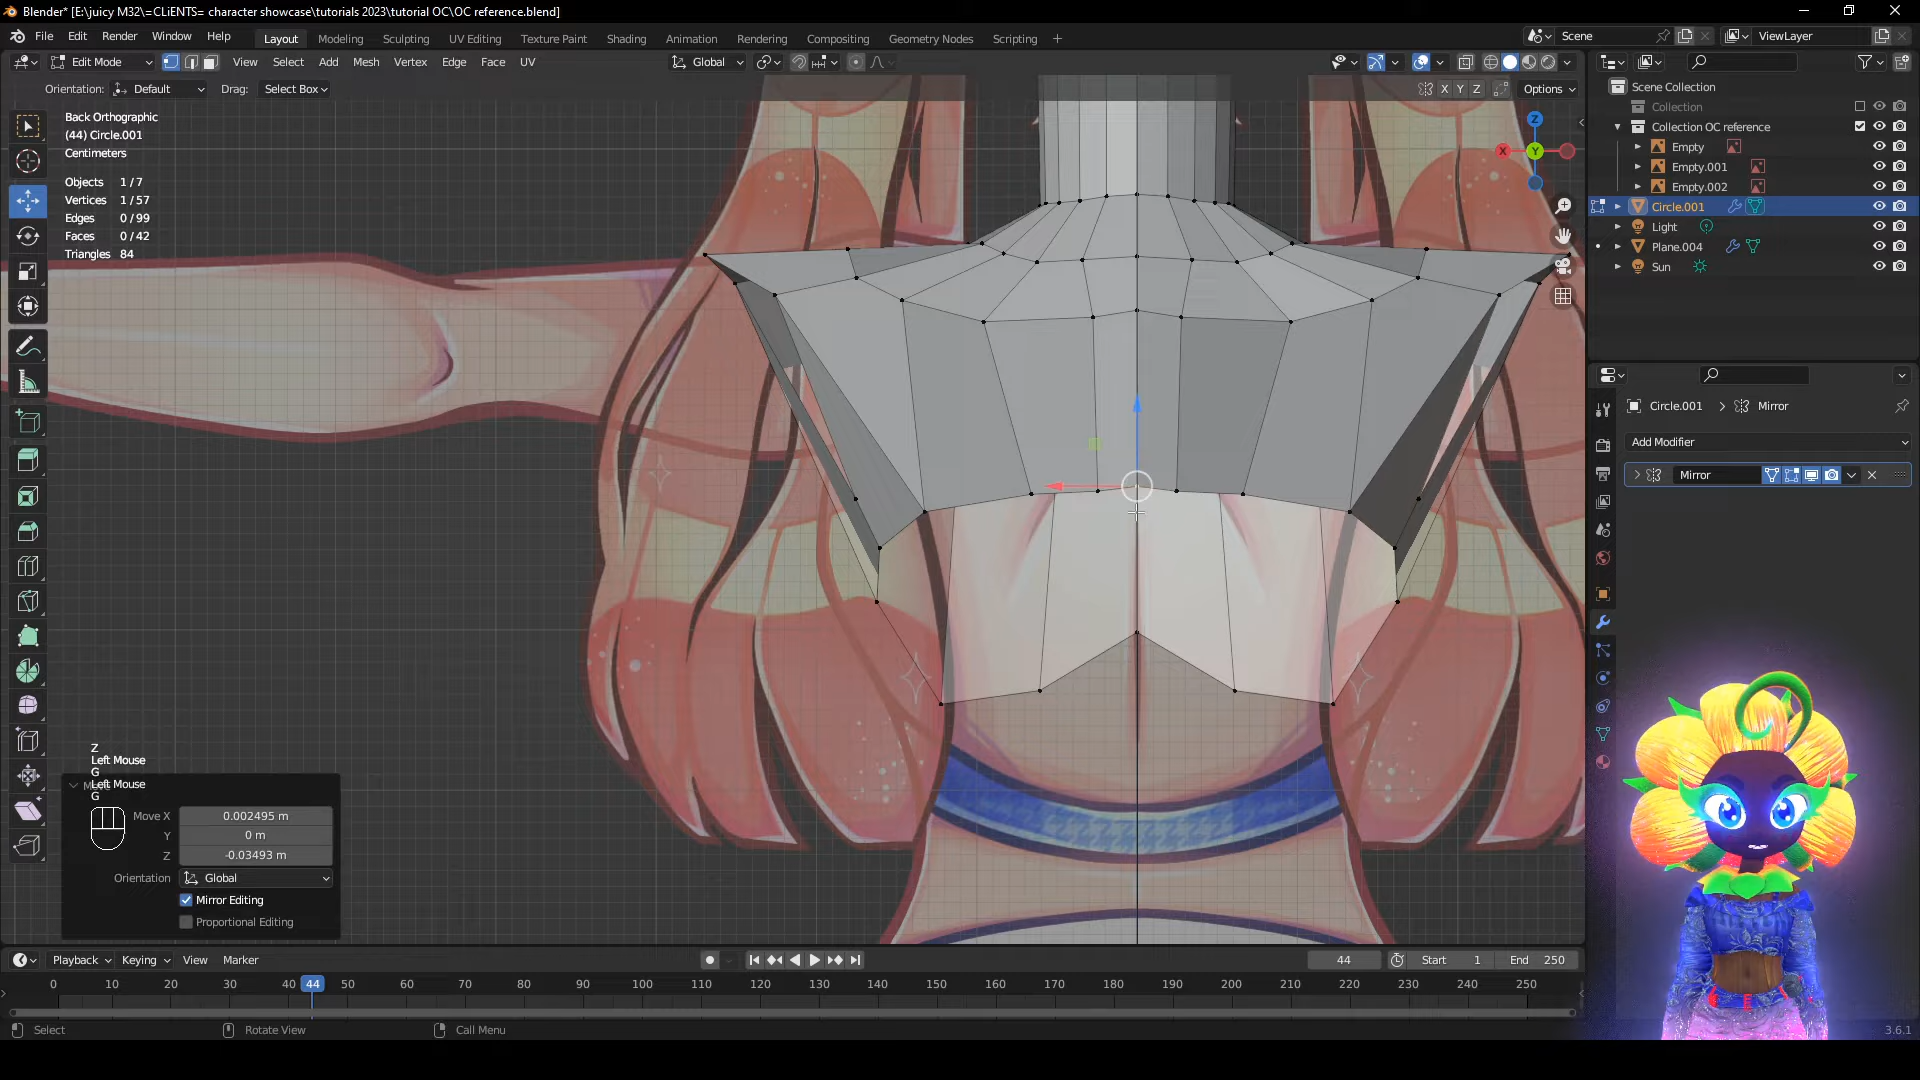 Blender* [E:\juicy M32\=CLiENTS= character showcase\tutorials 2023\tutorial OC\OC reference.blend]
File Edit Render Window Help Layout Modeling Sculpting UV Editing Texture Paint Shading Animation Rendering Compositing Geometry Nodes Scripting + Scene ViewLayer
Edit Mode View Select Add Mesh Vertex Edge Face UV Global
Orientation: Default Drag: Select Box X Y Z Options
Back Orthographic
(44) Circle.001
Centimeters
Objects 1/7
Vertices 1/57
Edges 0/99
Faces 0/42
Triangles 84
Z
X
Y
Scene Collection
Collection
Collection OC reference
Empty
Empty.001
Empty.002
Circle.001
Light
Plane.004
Sun
Circle.001 > Mirror
Add Modifier
Mirror
Z
Left Mouse
G
Left Mouse
G
Move X 0.002495 m
Y 0 m
Z -0.03493 m
Orientation Global
Mirror Editing
Proportional Editing
Playback Keying View Marker 44 Start 1 End 250
0 10 20 30 40 44 50 60 70 80 90 100 110 120 130 140 150 160 170 180 190 200 210 220 230 240 250
Select Rotate View Call Menu 3.6.1